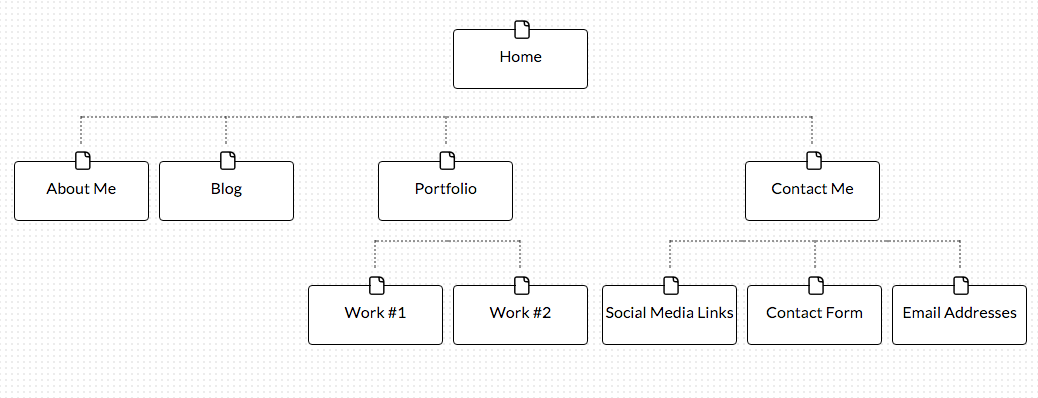 Home
About Me
Blog
Portfolio
Contact Me
Work #1
Work #2
Social Media Links
Contact Form
Email Addresses